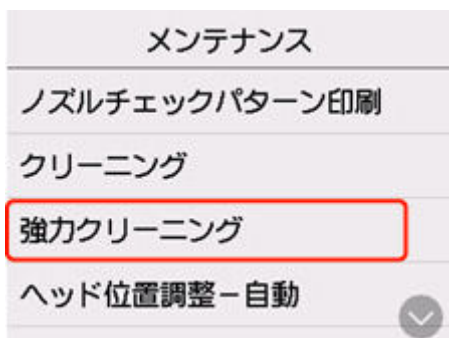 メンテナンス
ノズルチェックパターン印刷
クリーニング
強力クリーニング
ヘッド位置調整－自動